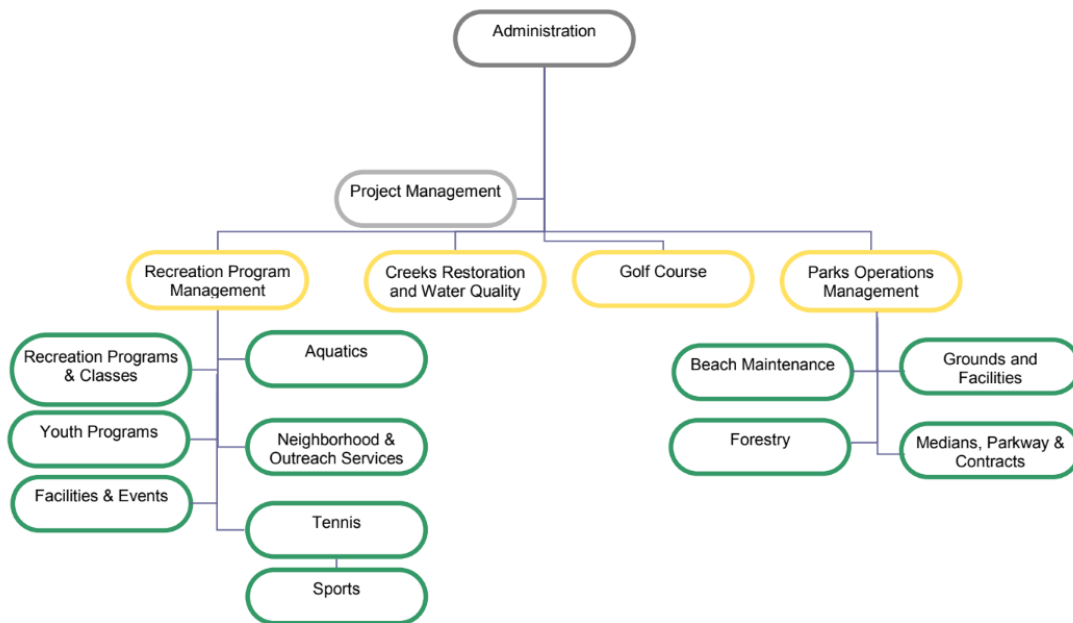 Administration
Project Management
Recreation Program
Management
Creeks Restoration
and Water Quality
Golf Course
Parks Operations
Management
Recreation Programs
& Classes
Aquatics
Beach Maintenance
Grounds and
Facilities
Youth Programs
Neighborhood &
Outreach Services
Forestry
Medians, Parkway &
Contracts
Facilities & Events
Tennis
Sports